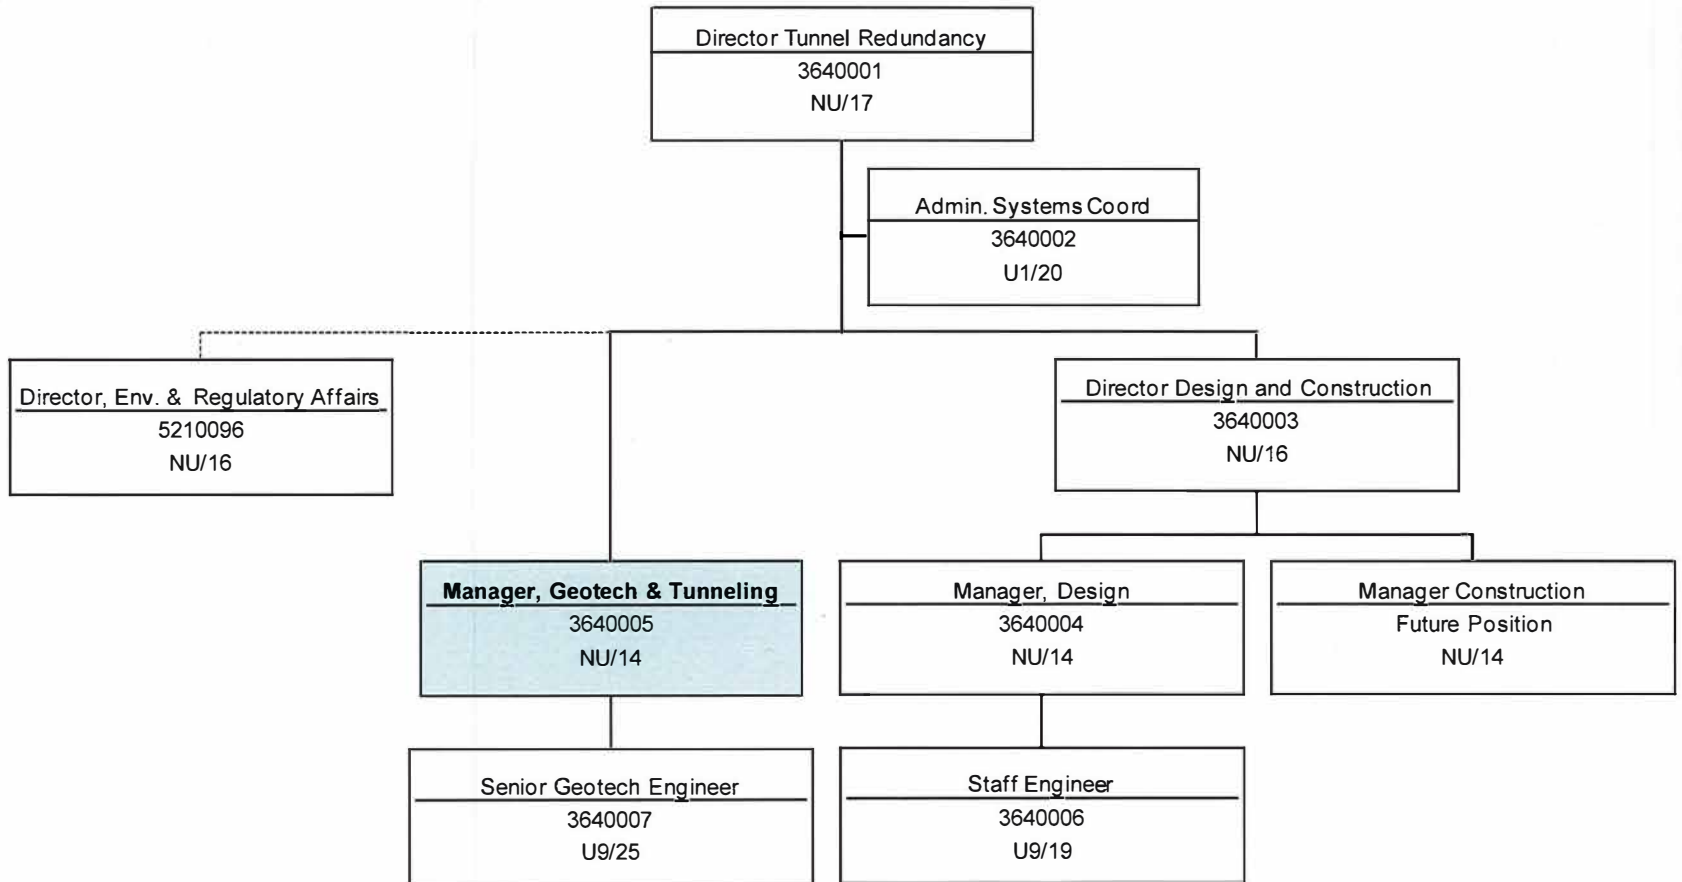 Director Tunnel Redundancy
3640001
NU/17
Admin. Systems Coord
3640002
U1/20
Director, Env. & Regulatory Affairs
5210096
NU/16
Director Design and Construction
3640003
NU/16
Manager, Geotech & Tunneling
3640005
NU/14
Manager, Design
3640004
NU/14
Manager Construction
Future Position
NU/14
Senior Geotech Engineer
3640007
U9/25
Staff Engineer
3640006
U9/19